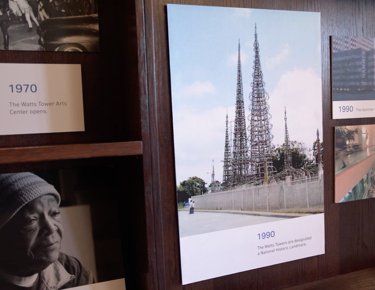 1970
The Watts Tower Arts
Center opens.
1990
The Watts Towers are designated
a National Historic Landmark.
1990